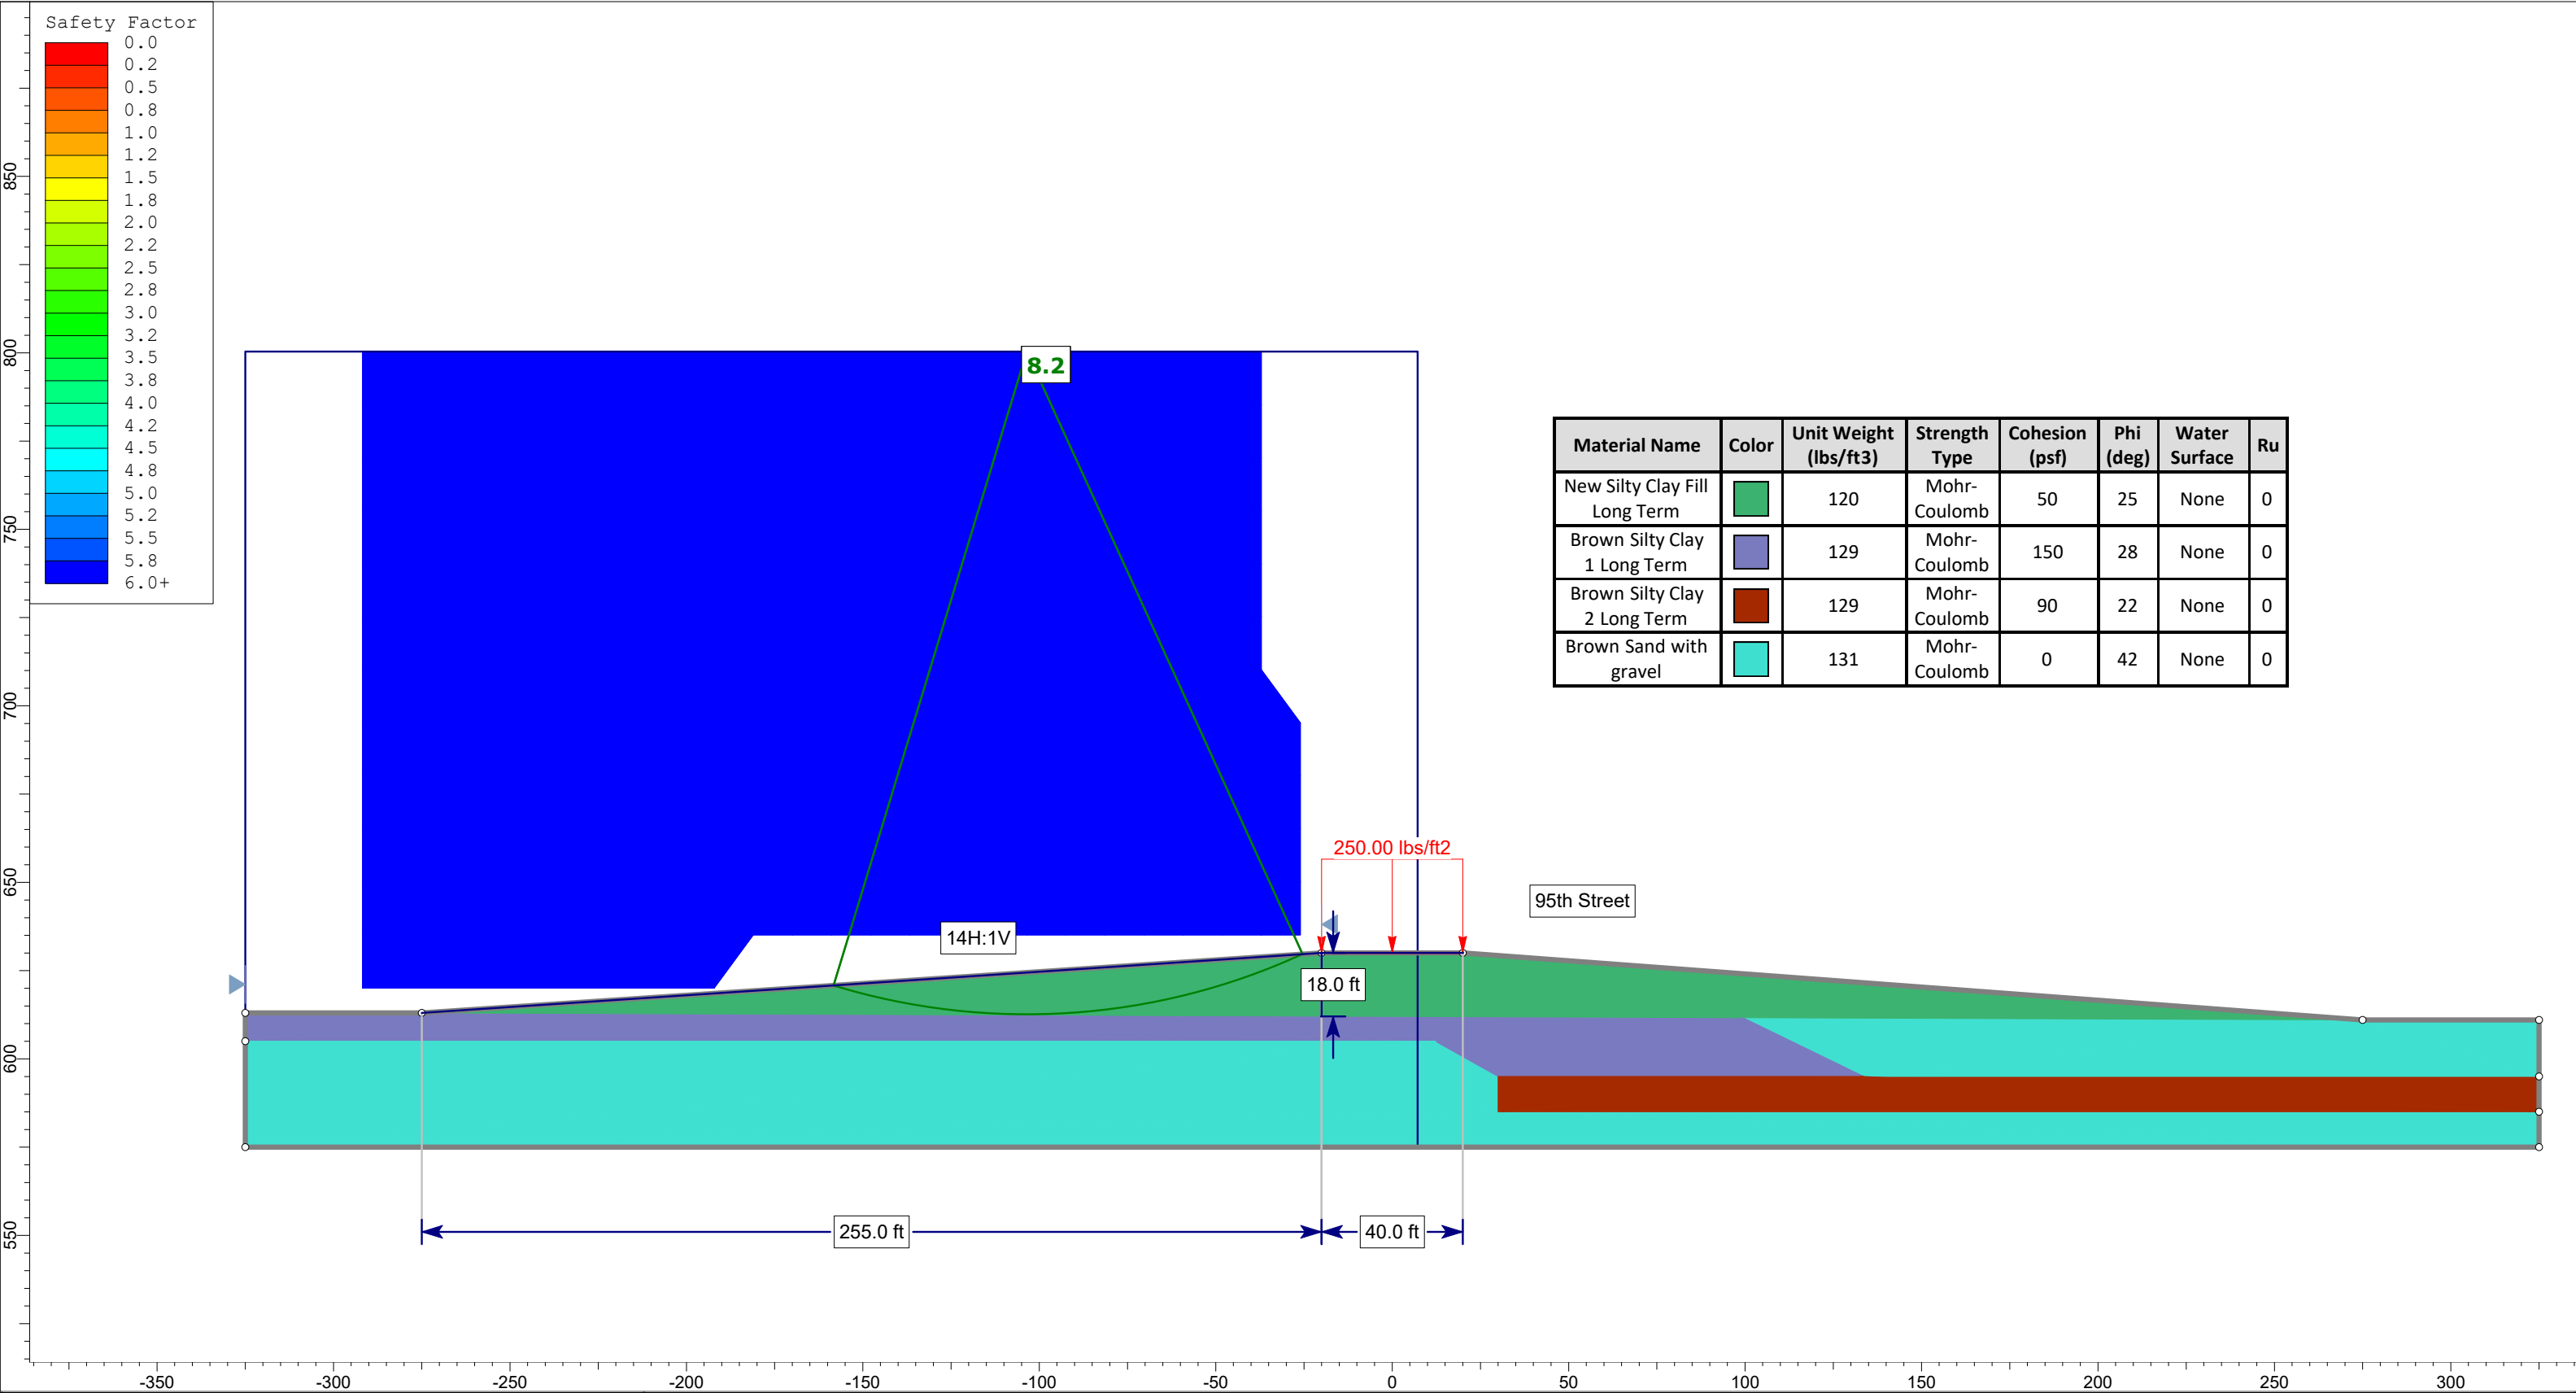 Safety Factor
0.0
0.2
0.5
0.8
1.0
1.2
1.5
1.8
2.0
2.2
2.5
2.8
3.0
3.2
3.5
3.8
4.0
4.2
4.5
4.8
5.0
5.2
5.5
5.8
6.0+
850
800
750
700
650
600
550
8.2
Material Name Color Unit Weight (lbs/ft3) Strength Type Cohesion (psf) Phi (deg) Water Surface Ru
New Silty Clay Fill Long Term 120 Mohr-Coulomb 50 25 None 0
Brown Silty Clay 1 Long Term 129 Mohr-Coulomb 150 28 None 0
Brown Silty Clay 2 Long Term 129 Mohr-Coulomb 90 22 None 0
Brown Sand with gravel 131 Mohr-Coulomb 0 42 None 0
250.00 lbs/ft2
95th Street
14H:1V
18.0 ft
255.0 ft
40.0 ft
-350 -300 -250 -200 -150 -100 -50 0 50 100 150 200 250 300